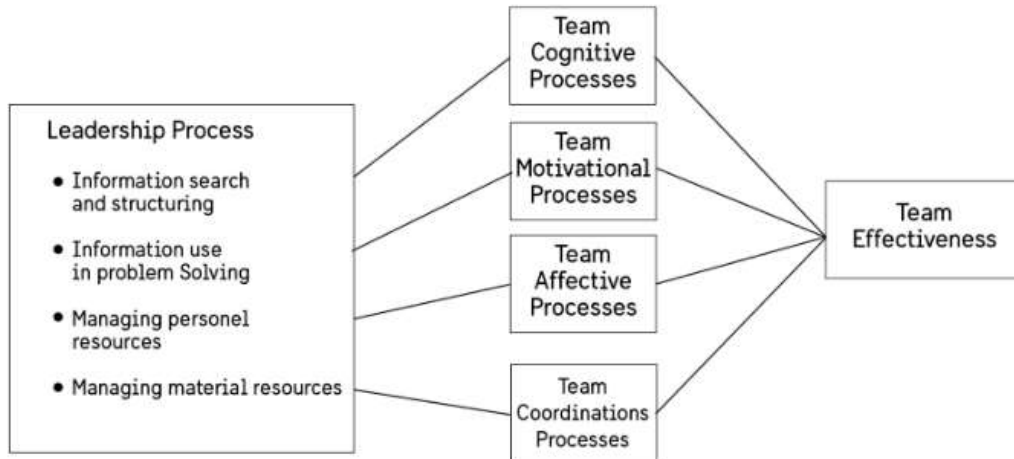 Leadership Process
● Information search
and structuring
● Information use
in problem Solving
● Managing personel
resources
● Managing material resources
Team
Cognitive
Processes
Team
Motivational
Processes
Team
Affective
Processes
Team
Coordinations
Processes
Team
Effectiveness